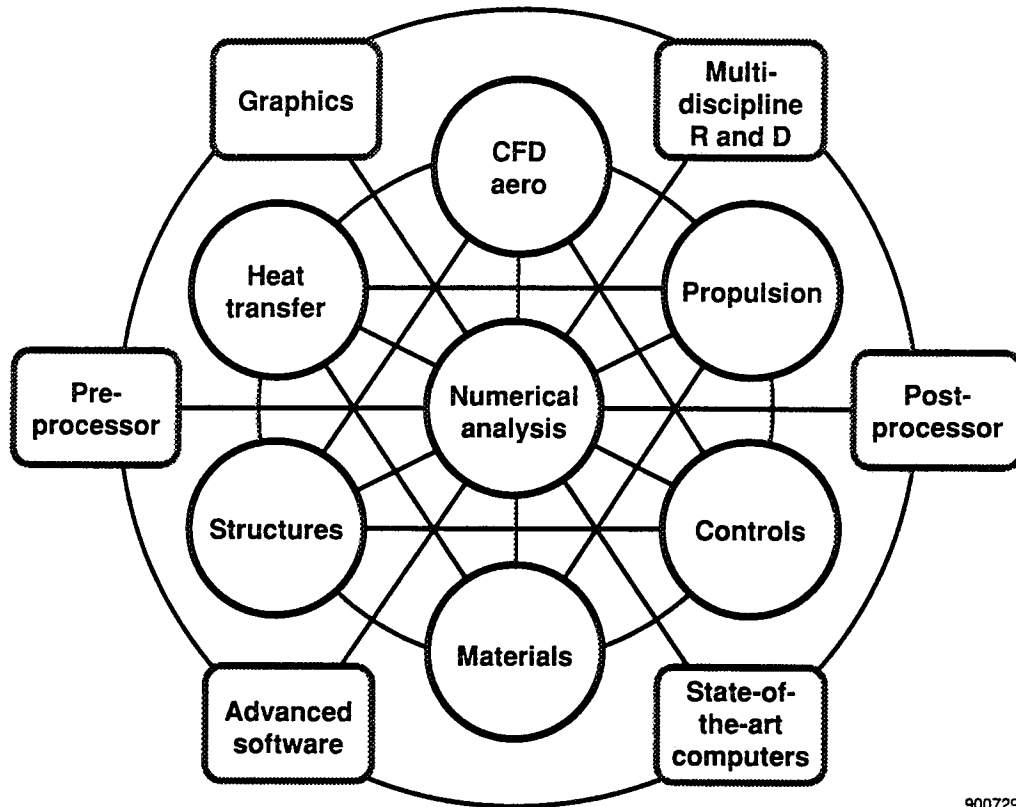 Graphics
Multi-
discipline
R and D
CFD
aero
Heat
transfer
Propulsion
Pre-
processor
Numerical
analysis
Post-
processor
Structures
Controls
Materials
Advanced
software
State-of-
the-art
computers
900729